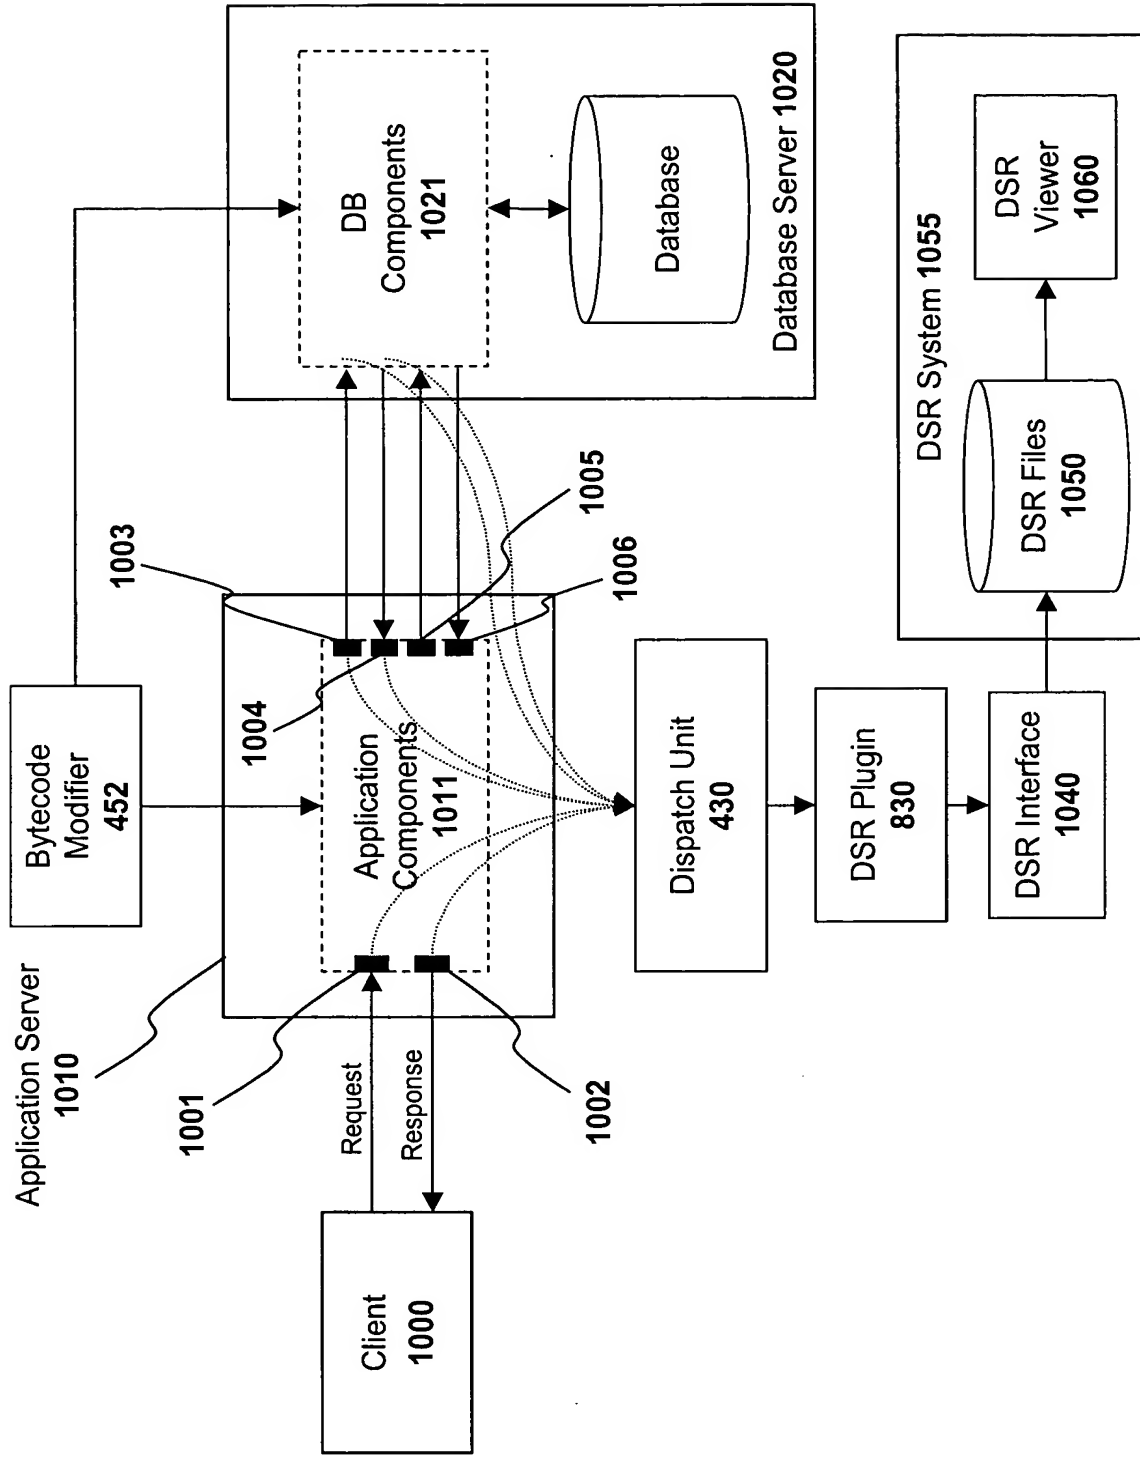 Application Server
1010
Bytecode
Modifier
452
1003
1004
1005
1006
1001
1002
Request
Response
Client
1000
Application
Components
1011
DB
Components
1021
Database
Database Server 1020
Dispatch Unit
430
DSR Plugin
830
DSR Interface
1040
DSR System 1055
DSR Files
1050
DSR
Viewer
1060